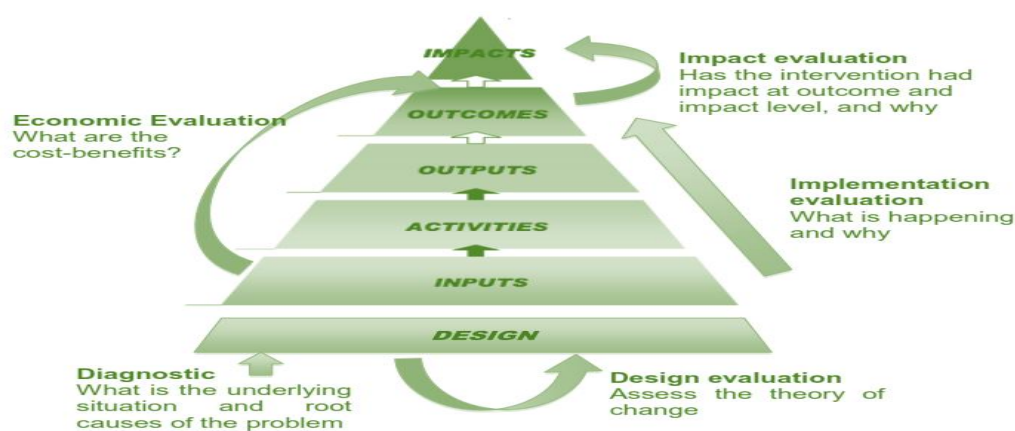 IMPACTS
Impact evaluation
Has the intervention had
impact at outcome and
impact level, and why
Economic Evaluation
What are the
cost-benefits?
OUTCOMES
OUTPUTS
Implementation
evaluation
What is happening
and why
ACTIVITIES
INPUTS
DESIGN
Diagnostic
What is the underlying
situation and root
causes of the problem
Design evaluation
Assess the theory of
change